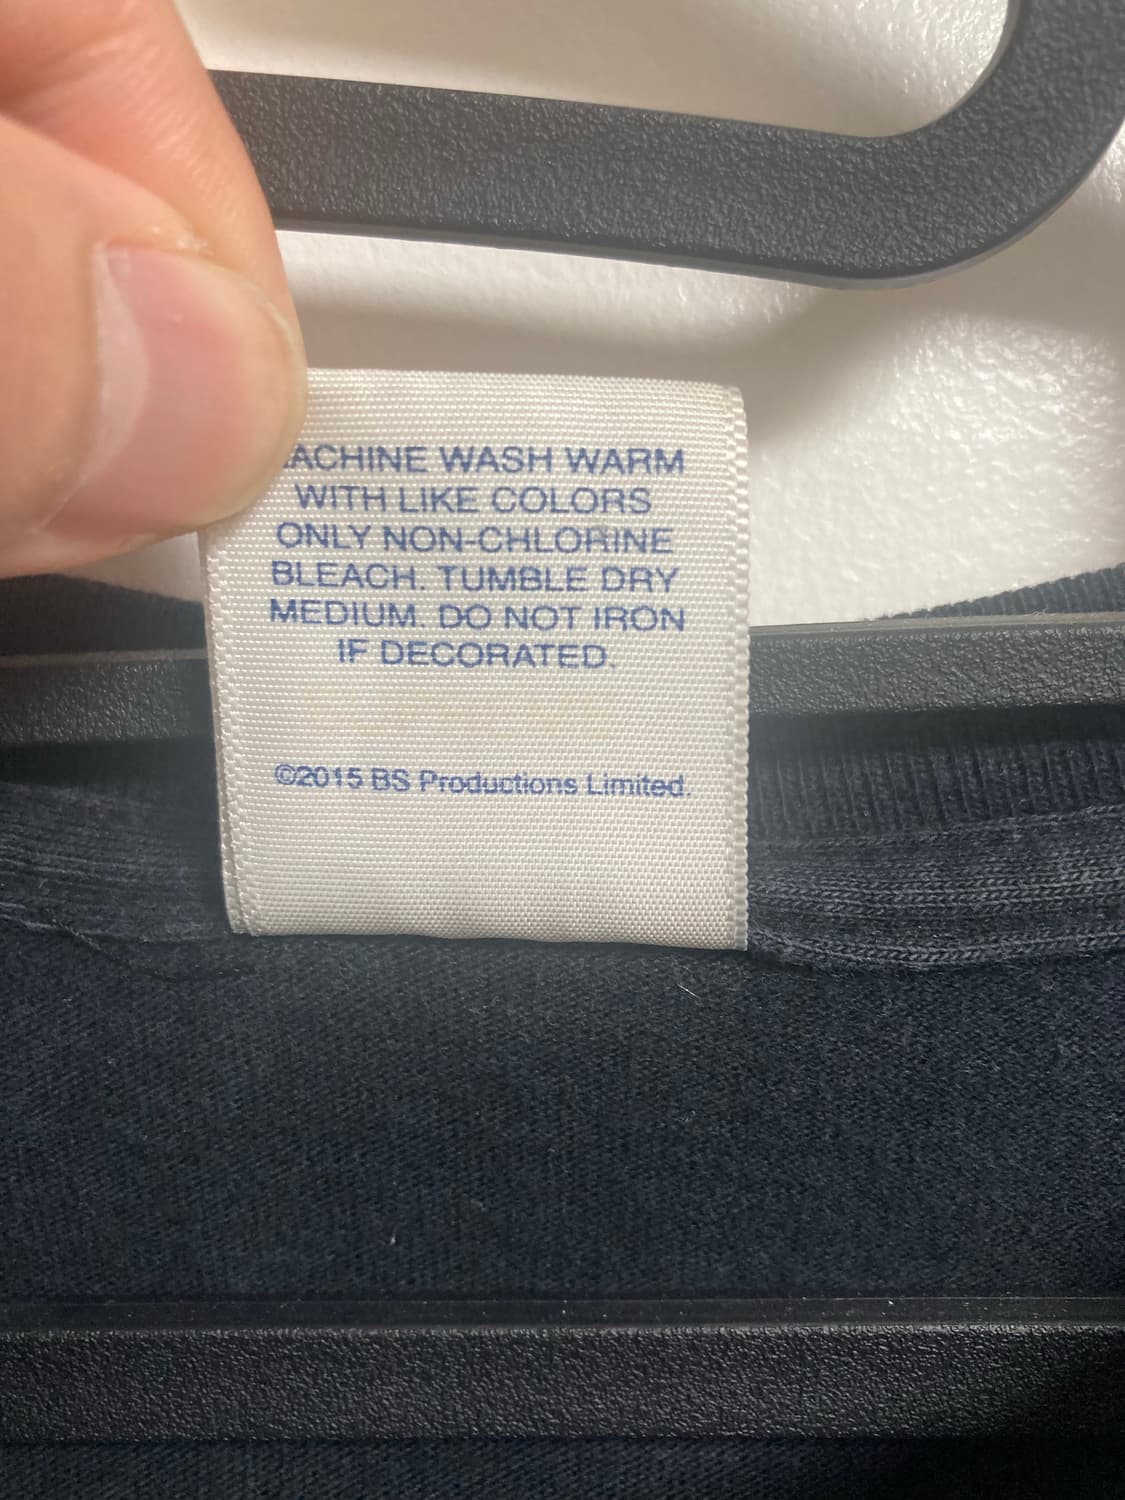 ACHINE WASH WARM
WITH LIKE COLORS
ONLY NON-CHLORINE
BLEACH. TUMBLE DRY
MEDIUM. DO NOT IRON
IF DECORATED.
©2015 BS Productions Limited.